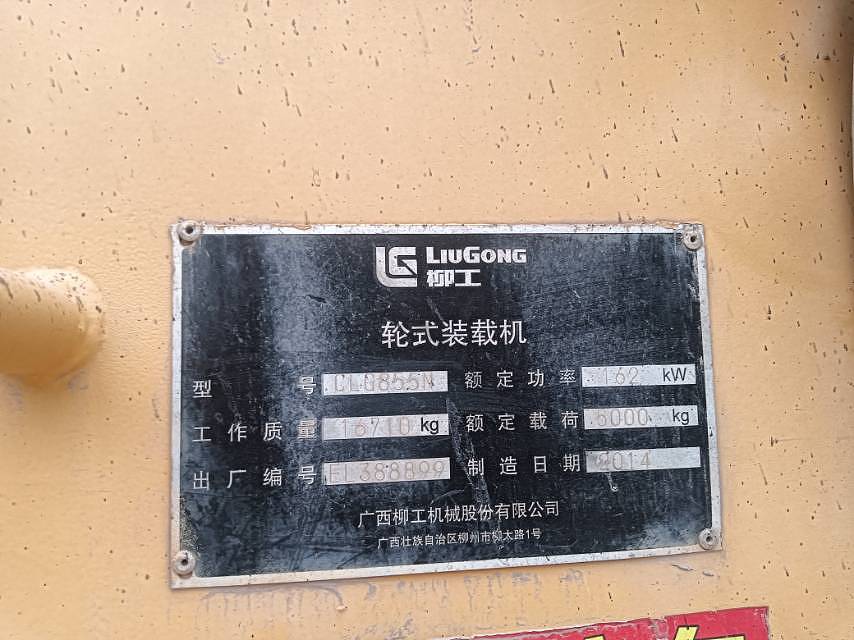 LG LIUGONG
柳工
轮式装载机
型号 CLG855N 额定功率 162 kW
工作质量 16710 kg 额定载荷 5000 kg
出厂编号 EL388899 制造日期 2014
广西柳工机械股份有限公司
广西壮族自治区柳州市柳太路1号